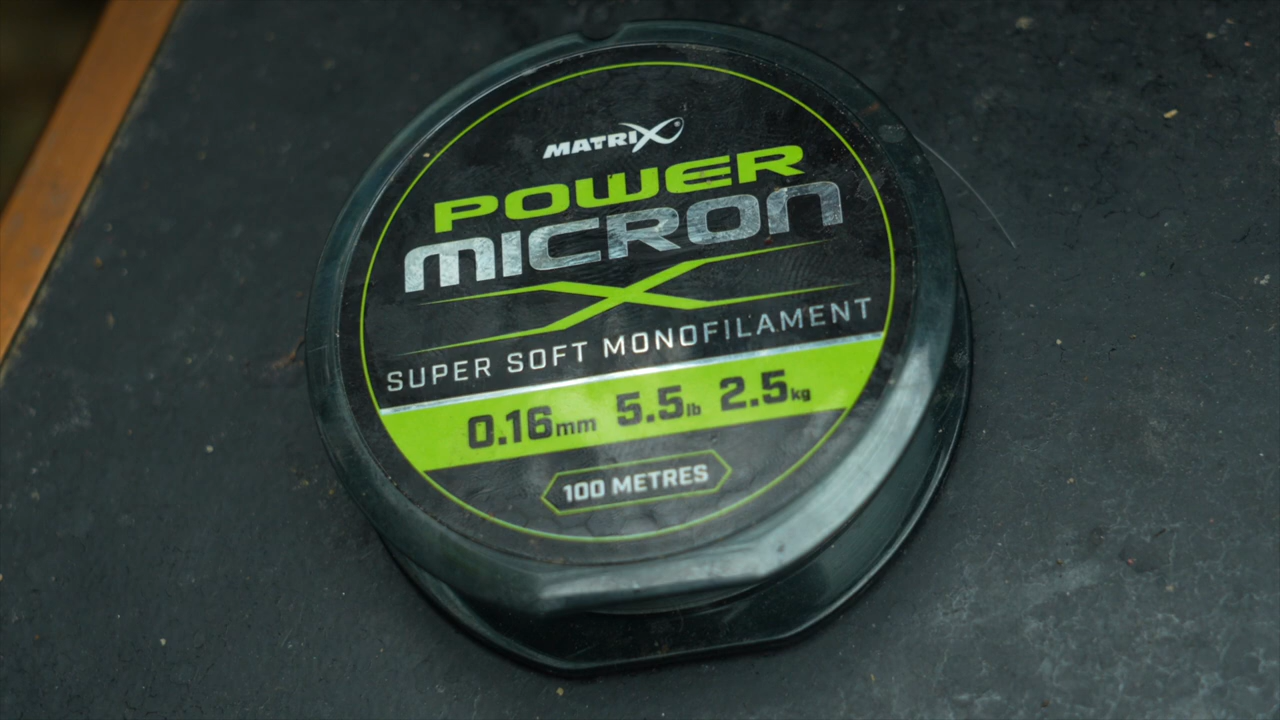 MATRIX
POWER
MICRON
X
SUPER SOFT MONOFILAMENT
0.16mm 5.5lb 2.5kg
100 METRES